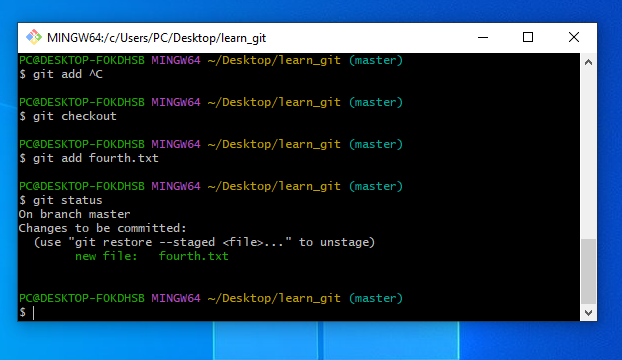 MINGW64:/c/Users/PC/Desktop/learn_git
PC@DESKTOP-FOKDHSB MINGW64 ~/Desktop/learn_git (master)
$ git add ^C
PC@DESKTOP-FOKDHSB MINGW64 ~/Desktop/learn_git (master)
$ git checkout
PC@DESKTOP-FOKDHSB MINGW64 ~/Desktop/learn_git (master)
$ git add fourth.txt
PC@DESKTOP-FOKDHSB MINGW64 ~/Desktop/learn_git (master)
$ git status
On branch master
Changes to be committed:
  (use "git restore --staged <file>..." to unstage)
        new file:   fourth.txt
PC@DESKTOP-FOKDHSB MINGW64 ~/Desktop/learn_git (master)
$